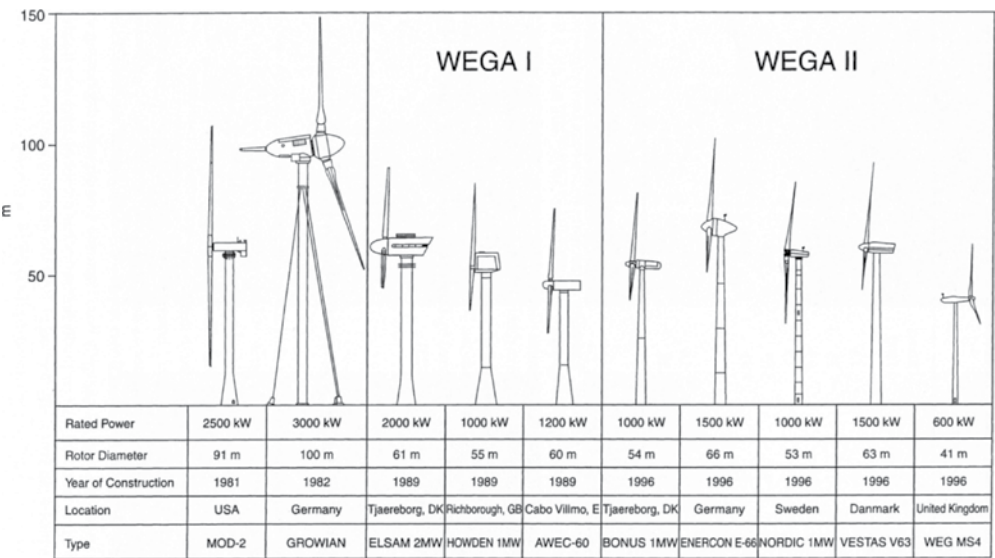 150
WEGA I
WEGA II
100
m
50
Rated Power 2500 kW 3000 kW 2000 kW 1000 kW 1200 kW 1000 kW 1500 kW 1000 kW 1500 kW 600 kW
Rotor Diameter 91 m 100 m 61 m 55 m 60 m 54 m 66 m 53 m 63 m 41 m
Year of Construction 1981 1982 1989 1989 1989 1996 1996 1996 1996 1996
Location USA Germany Tjaereborg, DK Richborough, GB Cabo Villmo, E Tjaereborg, DK Germany Sweden Danmark United Kingdom
Type MOD-2 GROWIAN ELSAM 2MW HOWDEN 1MW AWEC-60 BONUS 1MW ENERCON E-66 NORDIC 1MW VESTAS V63 WEG MS4